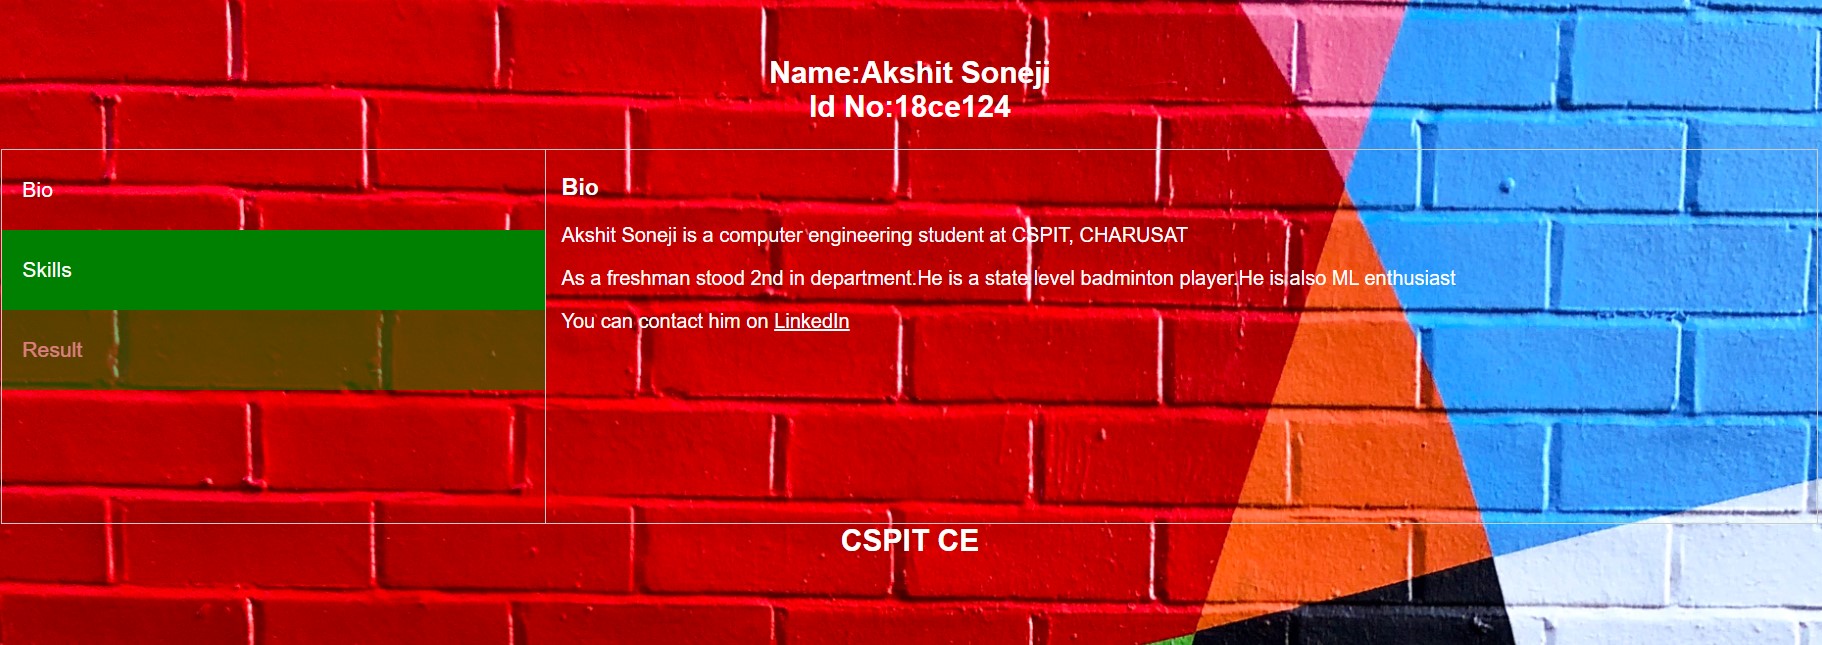 Name:Akshit Soneji
Id No:18ce124
Bio
Skills
Result
Bio
Akshit Soneji is a computer engineering student at CSPIT, CHARUSAT
As a freshman stood 2nd in department.He is a state level badminton player.He is also ML enthusiast
You can contact him on LinkedIn
CSPIT CE